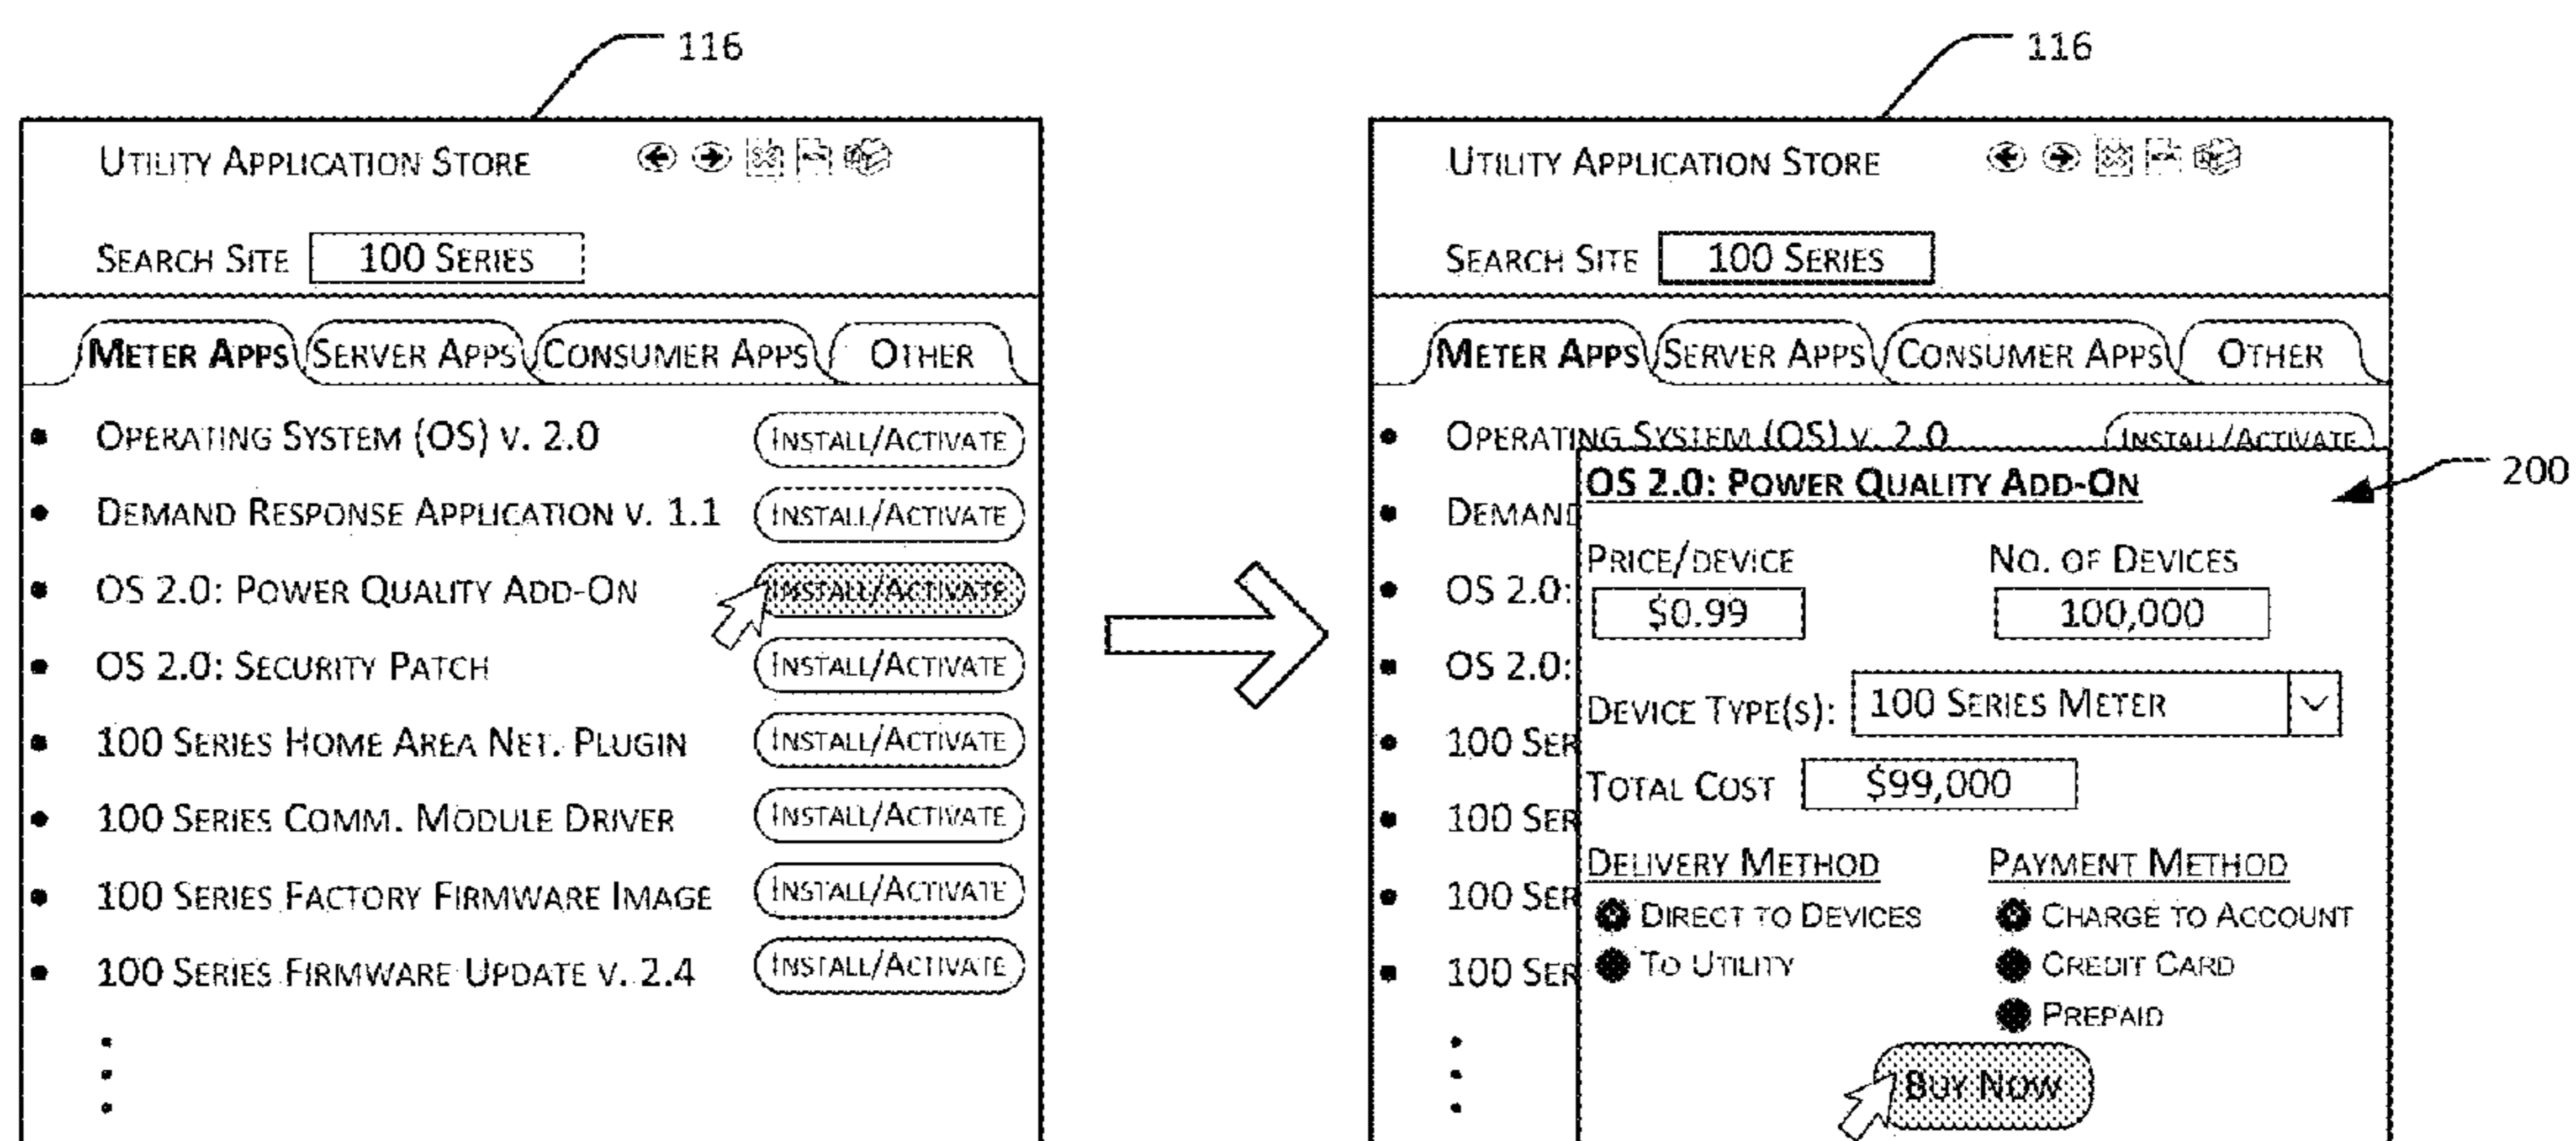 116
UTILITY APPLICATION STORE
SEARCH SITE 100 SERIES
METER APPS SERVER APPS CONSUMER APPS OTHER
• OPERATING SYSTEM (OS) V. 2.0 INSTALL/ACTIVATE
• DEMAND RESPONSE APPLICATION V. 1.1 INSTALL/ACTIVATE
• OS 2.0: POWER QUALITY ADD-ON INSTALL/ACTIVATE
• OS 2.0: SECURITY PATCH INSTALL/ACTIVATE
• 100 SERIES HOME AREA NET. PLUGIN INSTALL/ACTIVATE
• 100 SERIES COMM. MODULE DRIVER INSTALL/ACTIVATE
• 100 SERIES FACTORY FIRMWARE IMAGE INSTALL/ACTIVATE
• 100 SERIES FIRMWARE UPDATE V. 2.4 INSTALL/ACTIVATE
116
UTILITY APPLICATION STORE
SEARCH SITE 100 SERIES
METER APPS SERVER APPS CONSUMER APPS OTHER
• OPERATING SYSTEM (OS) V. 2.0 INSTALL/ACTIVATE
• DEMAND
• OS 2.0:
• OS 2.0:
• 100 SER
• 100 SER
• 100 SER
• 100 SER
200
OS 2.0: POWER QUALITY ADD-ON
PRICE/DEVICE NO. OF DEVICES
$0.99 100,000
DEVICE TYPE(S): 100 SERIES METER
TOTAL COST $99,000
DELIVERY METHOD PAYMENT METHOD
DIRECT TO DEVICES CHARGE TO ACCOUNT
TO UTILITY CREDIT CARD
PREPAID
BUY NOW